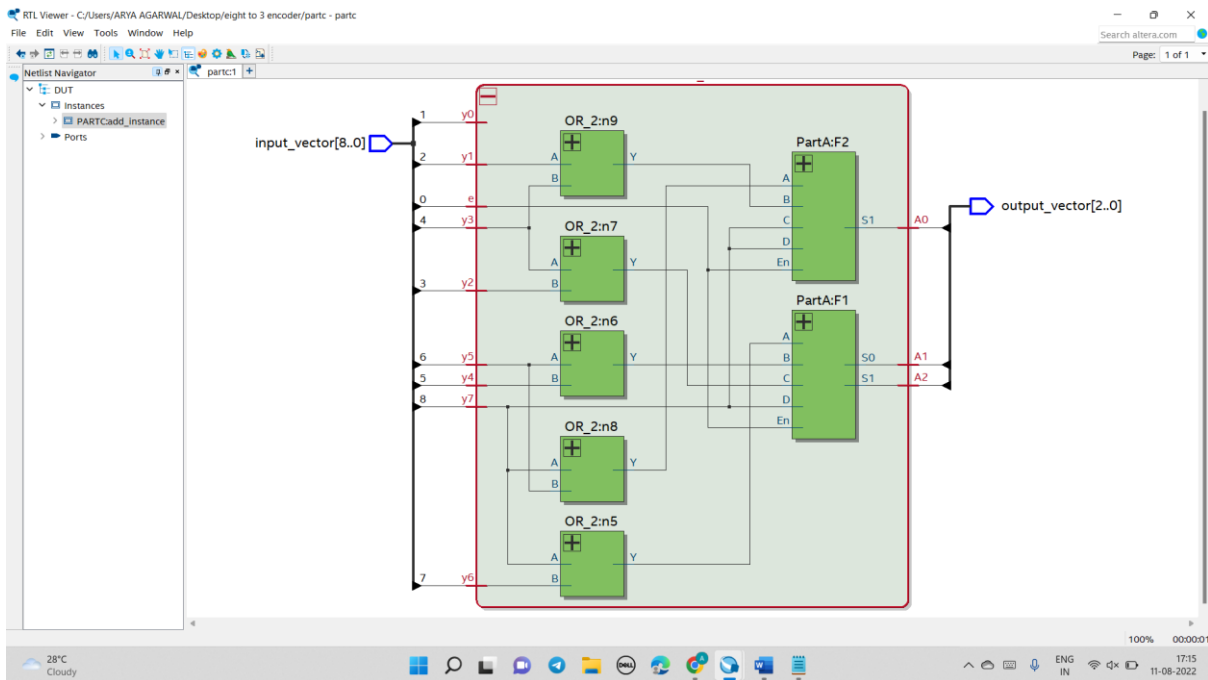 RTL Viewer - C:/Users/ARYA AGARWAL/Desktop/eight to 3 encoder/partc - partc
File Edit View Tools Window Help
Search altera.com
Page: 1 of 1
Netlist Navigator
partc:1
DUT
Instances
PARTC:add_instance
Ports
input_vector[8..0]
1 y0
2 y1
0 e
4 y3
3 y2
6 y5
5 y4
8 y7
7 y6
OR_2:n9
A Y
B
OR_2:n7
A Y
B
OR_2:n6
A Y
B
OR_2:n8
A Y
B
OR_2:n5
A Y
B
PartA:F2
A
B
C S1 A0
D
En
PartA:F1
A
B S0 A1
C S1 A2
D
En
output_vector[2..0]
100% 00:00:01
28°C
Cloudy
DELL
ENG
IN
17:15
11-08-2022